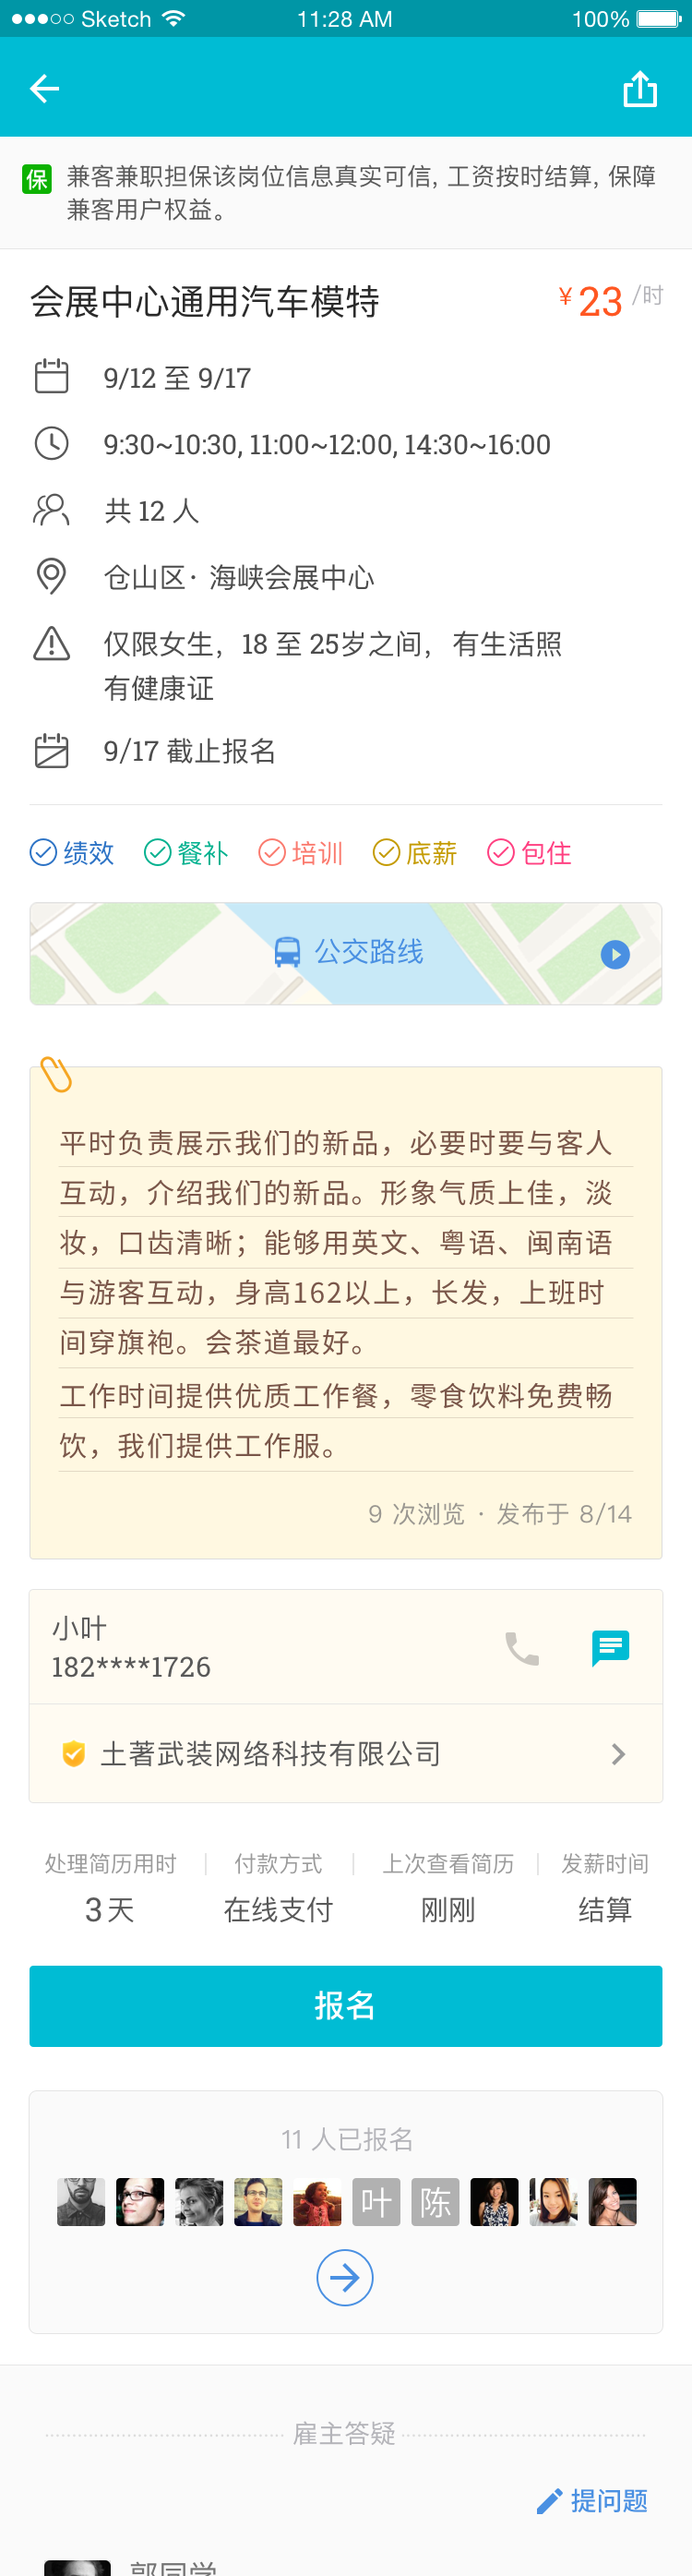 Sketch 11:28 AM 100%
保 兼客兼职担保该岗位信息真实可信, 工资按时结算, 保障
兼客用户权益。
会展中心通用汽车模特 ¥ 23 /时
9/12 至 9/17
9:30~10:30, 11:00~12:00, 14:30~16:00
共 12 人
仓山区· 海峡会展中心
仅限女生，18 至 25岁之间，有生活照
有健康证
9/17 截止报名
绩效 餐补 培训 底薪 包住
公交路线
平时负责展示我们的新品，必要时要与客人
互动，介绍我们的新品。形象气质上佳，淡
妆，口齿清晰；能够用英文、粤语、闽南语
与游客互动，身高162以上，长发，上班时
间穿旗袍。会茶道最好。
工作时间提供优质工作餐，零食饮料免费畅
饮，我们提供工作服。
9 次浏览 · 发布于 8/14
小叶
182****1726
土著武装网络科技有限公司
处理简历用时 付款方式 上次查看简历 发薪时间
3 天 在线支付 刚刚 结算
报名
11 人已报名
叶 陈
雇主答疑
提问题
郭同学